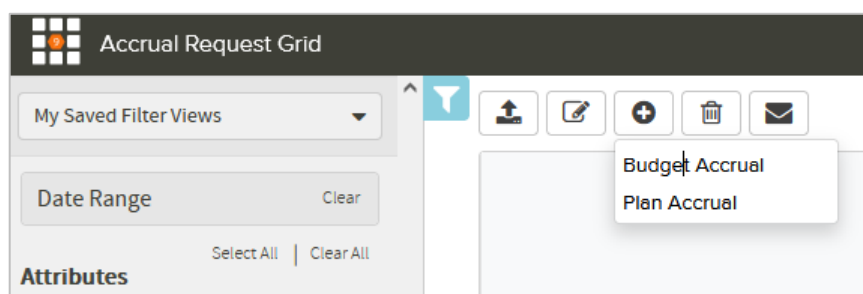 Accrual Request Grid
My Saved Filter Views
Date Range
Clear
Select All | Clear All
Attributes
Budget Accrual
Plan Accrual